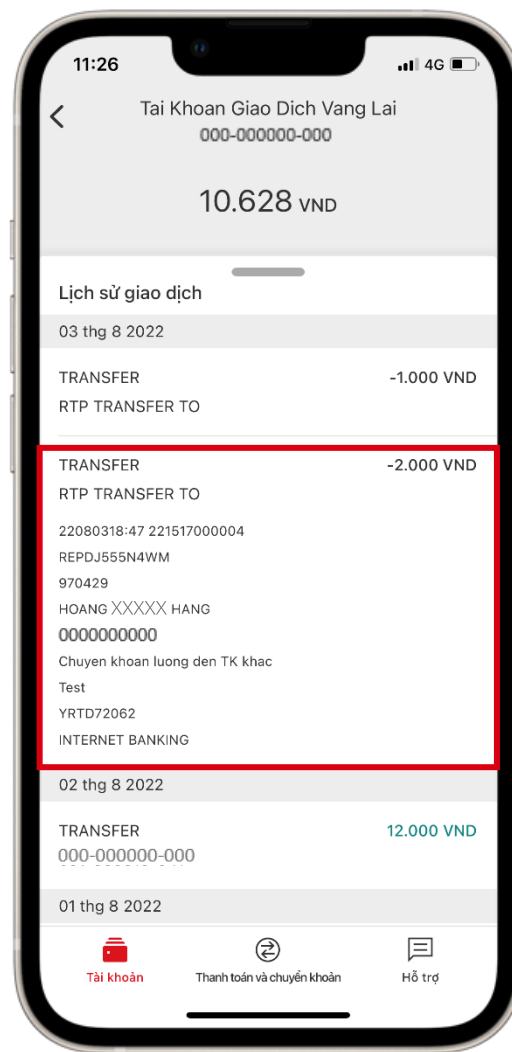 11:26
4G
Tai Khoan Giao Dich Vang Lai
000-000000-000
10.628 VND
Lịch sử giao dịch
03 thg 8 2022
TRANSFER -1.000 VND
RTP TRANSFER TO
TRANSFER -2.000 VND
RTP TRANSFER TO
22080318:47 221517000004
REPDJ555N4WM
970429
HOANG XXXXX HANG
0000000000
Chuyen khoan luong den TK khac
Test
YRTD72062
INTERNET BANKING
02 thg 8 2022
TRANSFER 12.000 VND
000-000000-000
01 thg 8 2022
Tài khoản Thanh toán và chuyển khoản Hỗ trợ